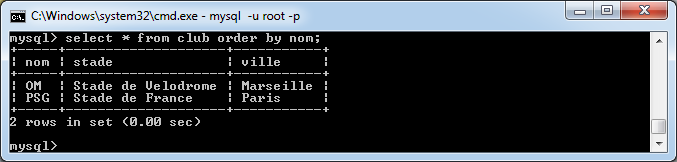 C:\Windows\system32\cmd.exe - mysql  -u root -p
mysql> select * from club order by nom;
+-----+-------------------+-----------+
| nom | stade             | ville     |
+-----+-------------------+-----------+
| OM  | Stade de Velodrome | Marseille |
| PSG | Stade de France   | Paris     |
+-----+-------------------+-----------+
2 rows in set (0.00 sec)
mysql>